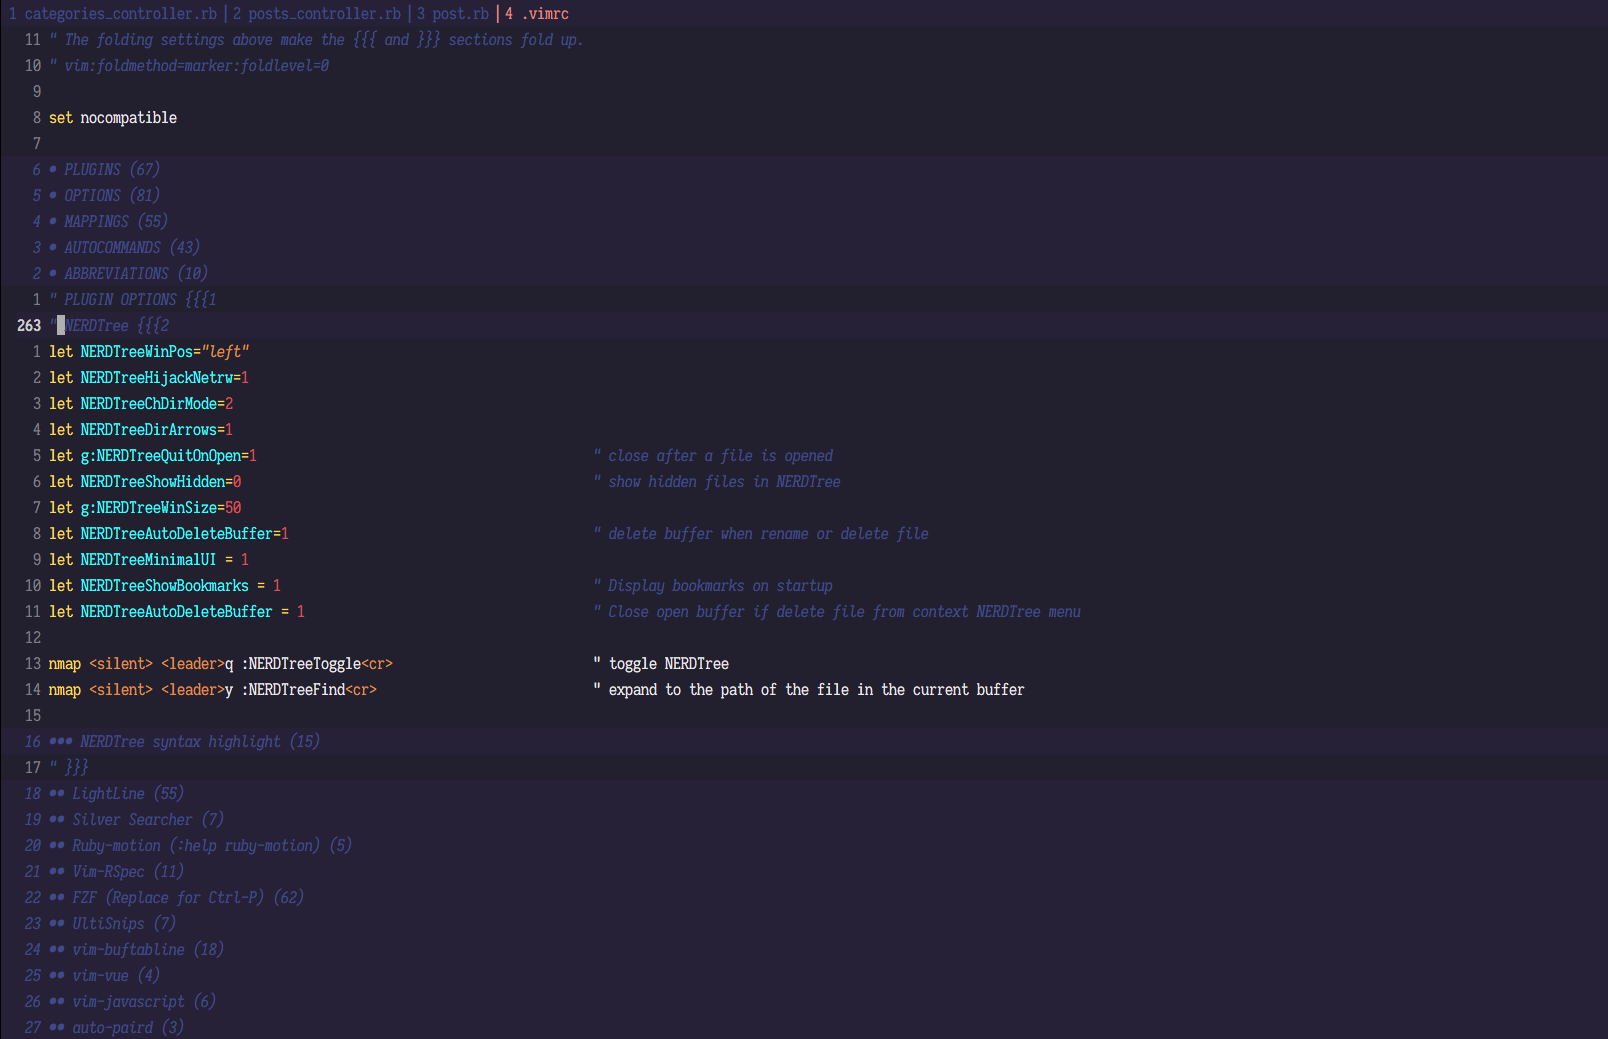 1 categories_controller.rb | 2 posts_controller.rb | 3 post.rb | 4 .vimrc
11 " The folding settings above make the {{{ and }}} sections fold up.
10 " vim:foldmethod=marker:foldlevel=0
9
8 set nocompatible
7
6 • PLUGINS (67)
5 • OPTIONS (81)
4 • MAPPINGS (55)
3 • AUTOCOMMANDS (43)
2 • ABBREVIATIONS (10)
1 " PLUGIN OPTIONS {{{1
263 " NERDTree {{{2
1 let NERDTreeWinPos="left"
2 let NERDTreeHijackNetrw=1
3 let NERDTreeChDirMode=2
4 let NERDTreeDirArrows=1
5 let g:NERDTreeQuitOnOpen=1 " close after a file is opened
6 let NERDTreeShowHidden=0 " show hidden files in NERDTree
7 let g:NERDTreeWinSize=50
8 let NERDTreeAutoDeleteBuffer=1 " delete buffer when rename or delete file
9 let NERDTreeMinimalUI = 1
10 let NERDTreeShowBookmarks = 1 " Display bookmarks on startup
11 let NERDTreeAutoDeleteBuffer = 1 " Close open buffer if delete file from context NERDTree menu
12
13 nmap <silent> <leader>q :NERDTreeToggle<cr> " toggle NERDTree
14 nmap <silent> <leader>y :NERDTreeFind<cr> " expand to the path of the file in the current buffer
15
16 ••• NERDTree syntax highlight (15)
17 " }}}
18 •• LightLine (55)
19 •• Silver Searcher (7)
20 •• Ruby-motion (:help ruby-motion) (5)
21 •• Vim-RSpec (11)
22 •• FZF (Replace for Ctrl-P) (62)
23 •• UltiSnips (7)
24 •• vim-buftabline (18)
25 •• vim-vue (4)
26 •• vim-javascript (6)
27 •• auto-paird (3)